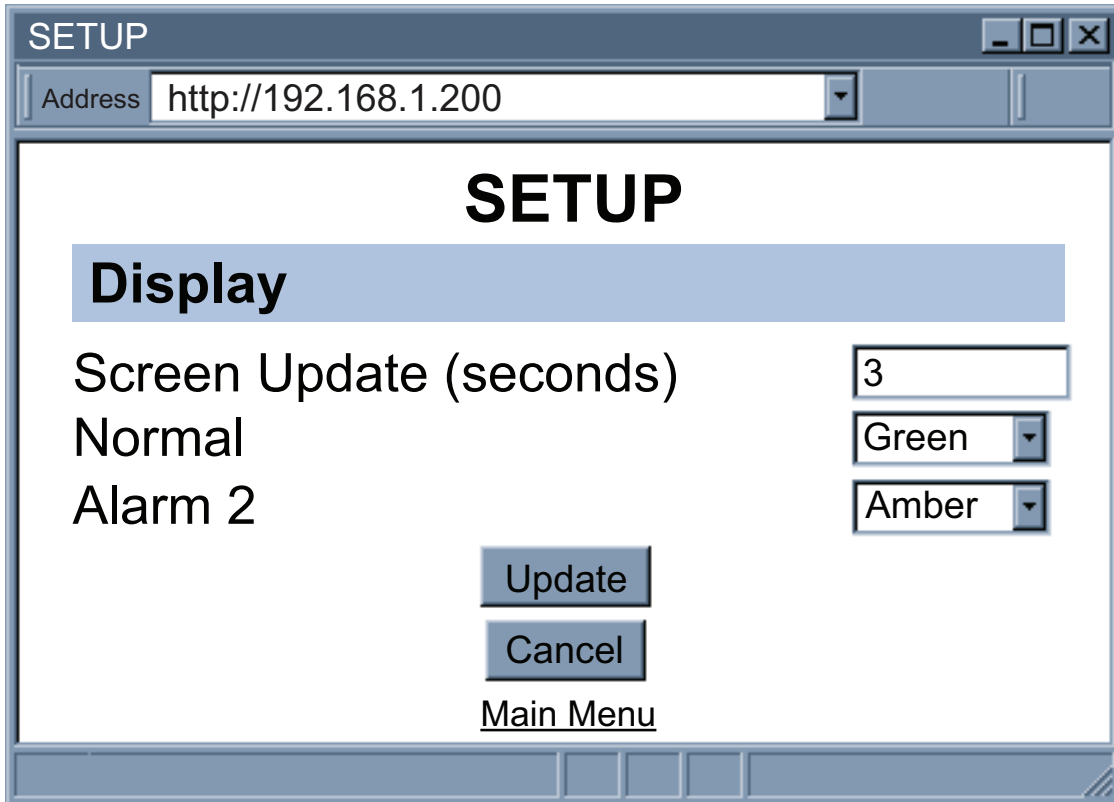 SETUP
Address http://192.168.1.200
SETUP
Display
Screen Update (seconds) 3
Normal Green
Alarm 2 Amber
Update
Cancel
Main Menu